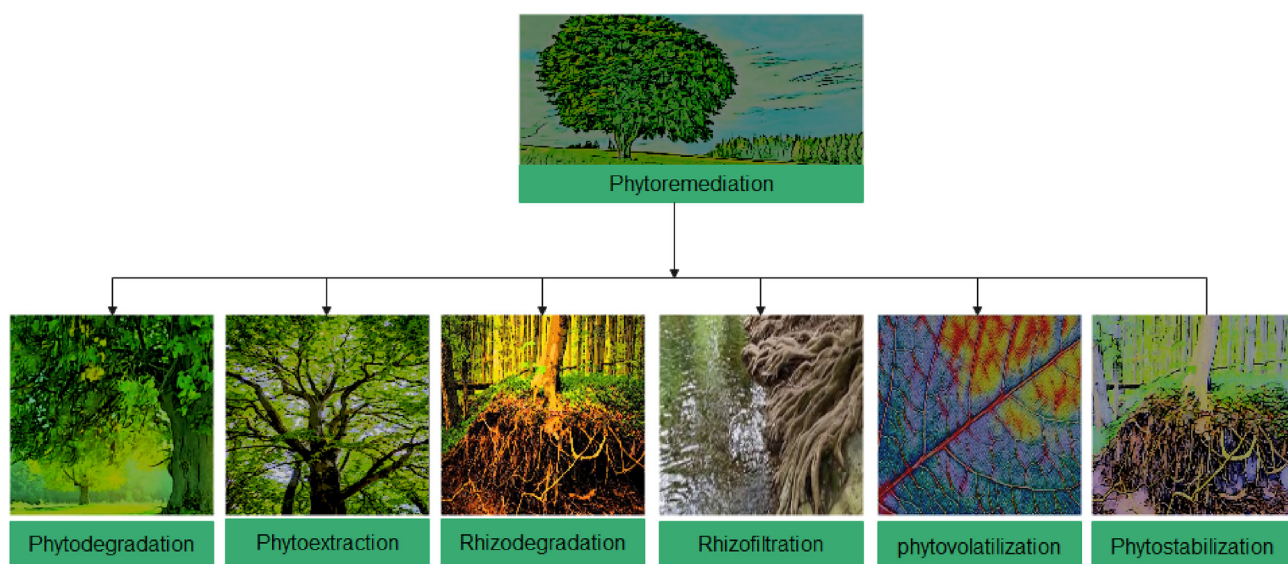 Phytoremediation
Phytodegradation
Phytoextraction
Rhizodegradation
Rhizofiltration
phytovolatilization
Phytostabilization